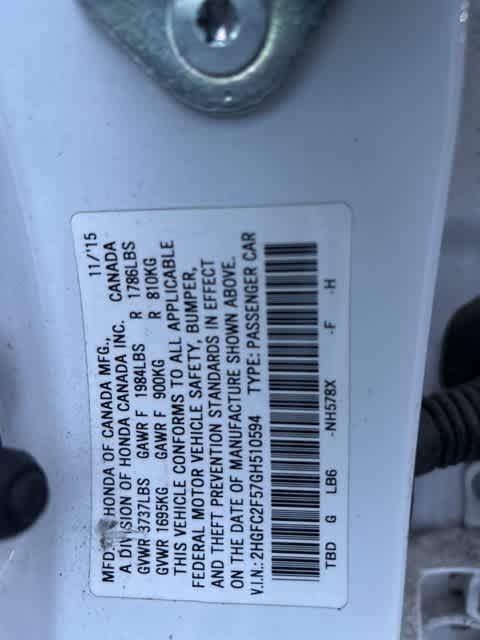 MFD. BY HONDA OF CANADA MFG., 11/'15
A DIVISION OF HONDA CANADA INC, CANADA
GVWR 3737LBS GAWR F 1984LBS R 1786LBS
GVWR 1695KG GAWR F 900KG R 810KG
THIS VEHICLE CONFORMS TO ALL APPLICABLE
FEDERAL MOTOR VEHICLE SAFETY, BUMPER,
AND THEFT PREVENTION STANDARDS IN EFFECT
ON THE DATE OF MANUFACTURE SHOWN ABOVE.
V.I.N.: 2HGFC2F57GH510594 TYPE: PASSENGER CAR
TBD G LB6 -NH578X -F -H